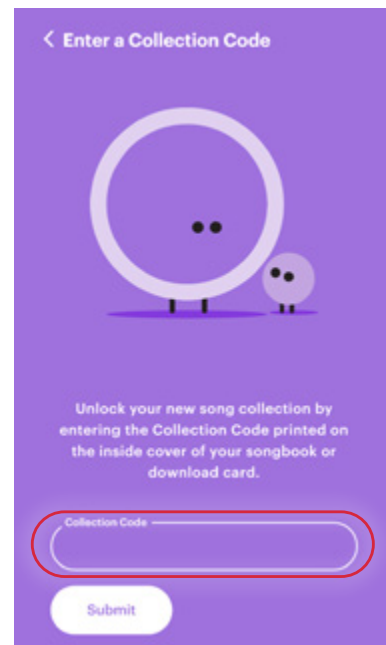 Enter a Collection Code
Unlock your new song collection by
entering the Collection Code printed on
the inside cover of your songbook or
download card.
Collection Code
Submit